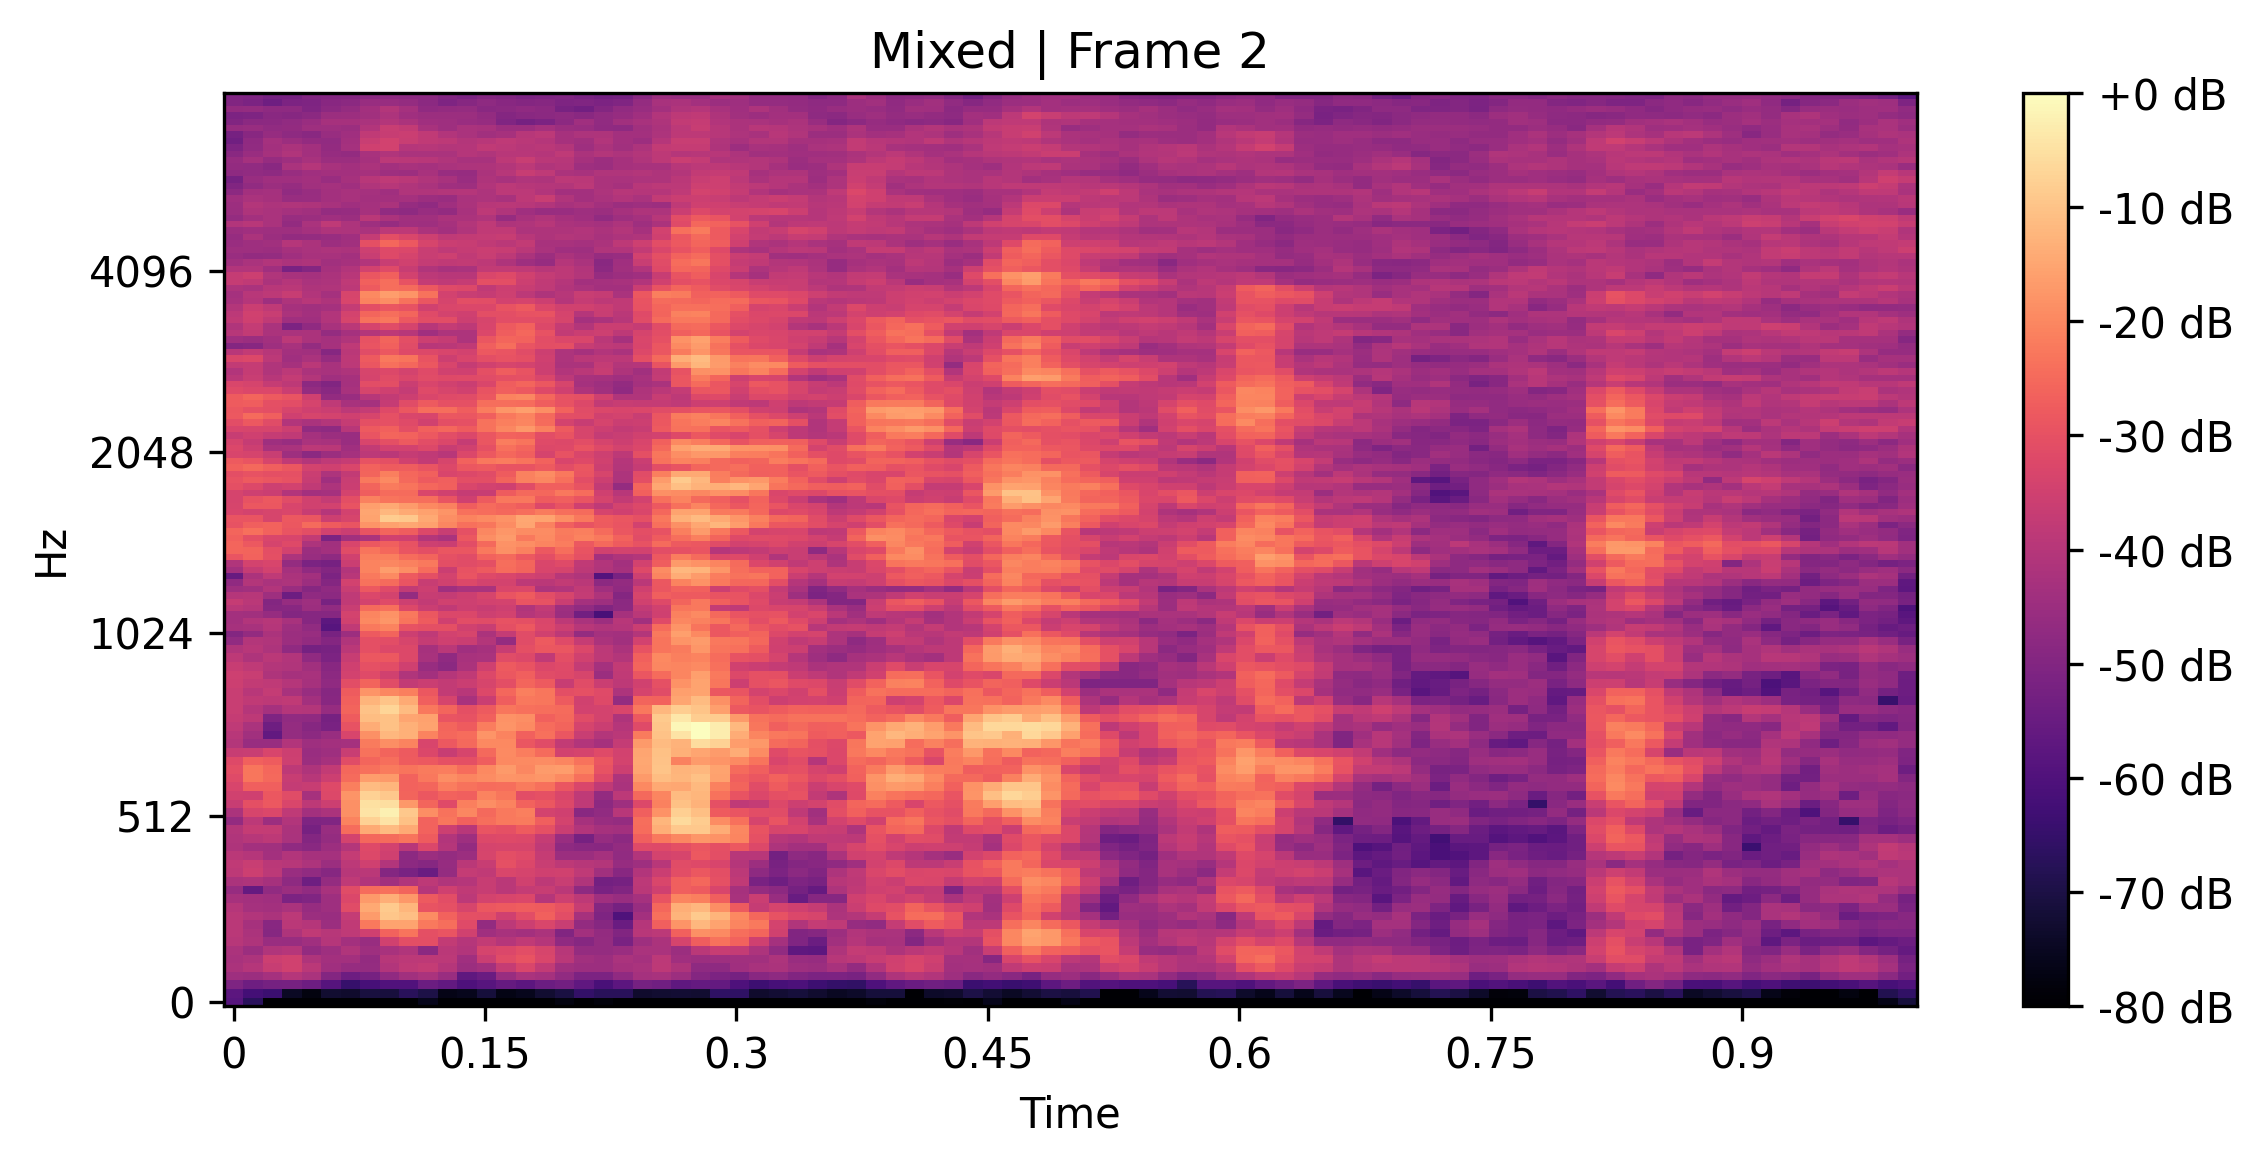 Mixed | Frame 2
+0 dB
-10 dB
-20 dB
-30 dB
-40 dB
-50 dB
-60 dB
-70 dB
-80 dB
4096
2048
1024
512
0
Hz
0 0.15 0.3 0.45 0.6 0.75 0.9
Time